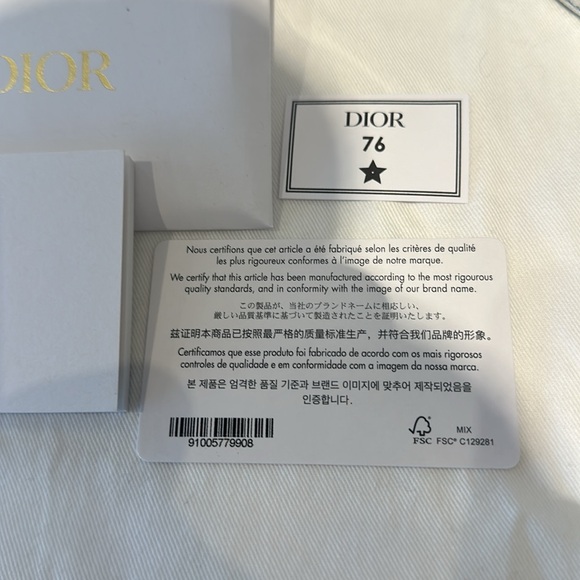 DIOR
DIOR
76
Nous certifions que cet article a été fabriqué selon les critères de qualité
les plus rigoureux conformes à l'image de notre marque.
We certify that this article has been manufactured according to the most rigourous
quality standards, and in conformity with the image of our brand name.
この製品が、当社のブランドネームに相応しい、
厳しい品質基準に基づいて製造されたことを証明いたします。
兹证明本商品已按照最严格的质量标准生产，并符合我们品牌的形象。
Certificamos que esse produto foi fabricado de acordo com os mais rigorosos
controles de qualidade e em conformidade com a imagem da nossa marca.
본 제품은 엄격한 품질 기준과 브랜드 이미지에 맞추어 제작되었음을
인증합니다.
91005779908
FSC
MIX
FSC® C129281